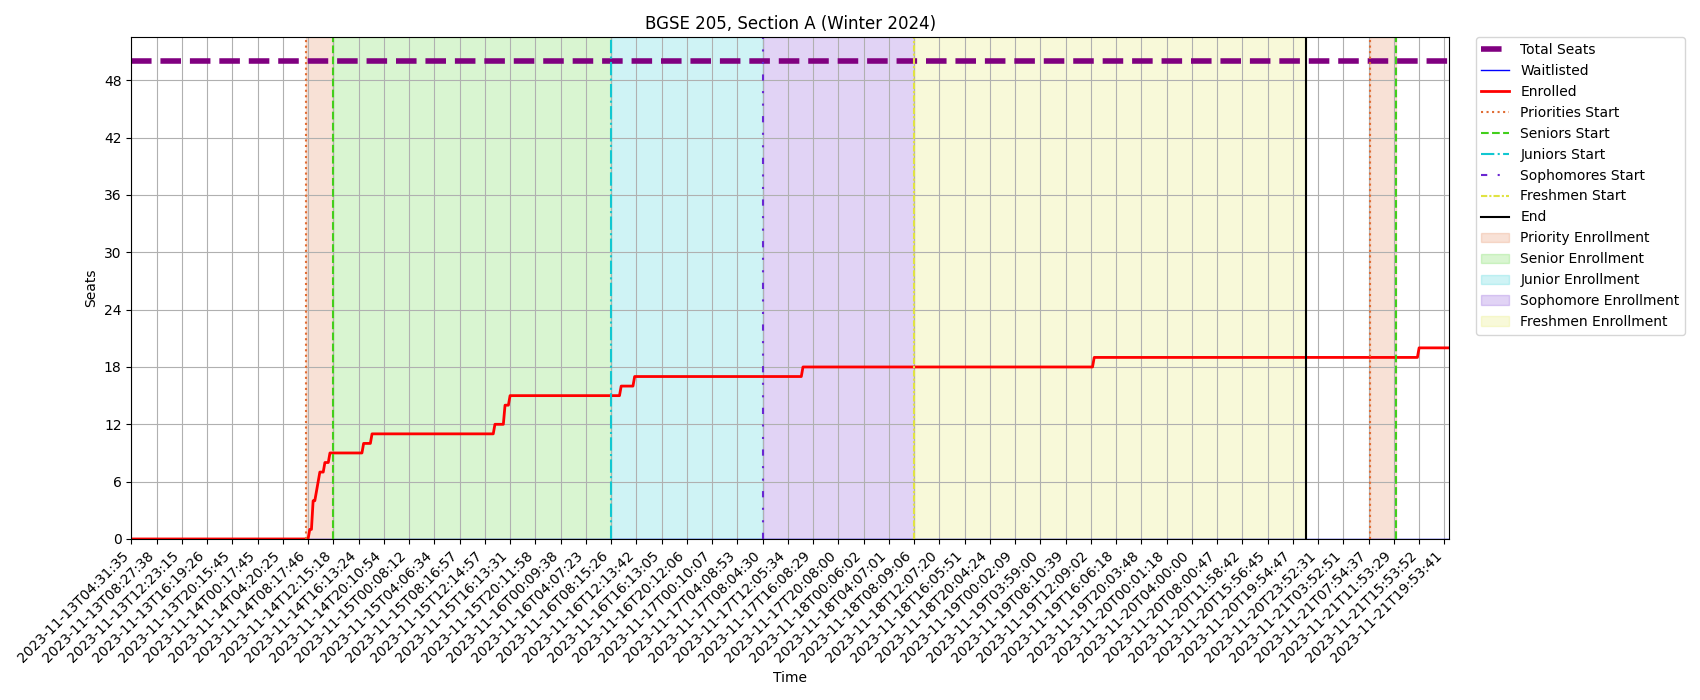 BGSE 205, Section A (Winter 2024)
Seats
48
42
36
30
24
18
12
6
0
2023-11-13T04:31:35
2023-11-13T08:27:38
2023-11-13T12:23:15
2023-11-13T16:19:26
2023-11-13T20:15:45
2023-11-14T00:17:45
2023-11-14T04:20:25
2023-11-14T08:17:46
2023-11-14T12:15:18
2023-11-14T16:13:24
2023-11-14T20:10:54
2023-11-15T00:08:12
2023-11-15T04:06:34
2023-11-15T08:16:57
2023-11-15T12:14:57
2023-11-15T16:13:31
2023-11-15T20:11:58
2023-11-16T00:09:38
2023-11-16T04:07:23
2023-11-16T08:15:26
2023-11-16T12:13:42
2023-11-16T16:13:05
2023-11-16T20:12:06
2023-11-17T00:10:07
2023-11-17T04:08:53
2023-11-17T08:04:30
2023-11-17T12:05:34
2023-11-17T16:08:29
2023-11-17T20:08:00
2023-11-18T00:06:02
2023-11-18T04:07:01
2023-11-18T08:09:06
2023-11-18T12:07:20
2023-11-18T16:05:51
2023-11-18T20:04:24
2023-11-19T00:02:09
2023-11-19T03:59:00
2023-11-19T08:10:39
2023-11-19T12:09:02
2023-11-19T16:06:18
2023-11-19T20:03:48
2023-11-20T00:01:18
2023-11-20T04:00:00
2023-11-20T08:00:47
2023-11-20T11:58:42
2023-11-20T15:56:45
2023-11-20T19:54:47
2023-11-20T23:52:31
2023-11-21T03:52:51
2023-11-21T07:54:37
2023-11-21T11:53:29
2023-11-21T15:53:52
2023-11-21T19:53:41
Time
Total Seats
Waitlisted
Enrolled
Priorities Start
Seniors Start
Juniors Start
Sophomores Start
Freshmen Start
End
Priority Enrollment
Senior Enrollment
Junior Enrollment
Sophomore Enrollment
Freshmen Enrollment